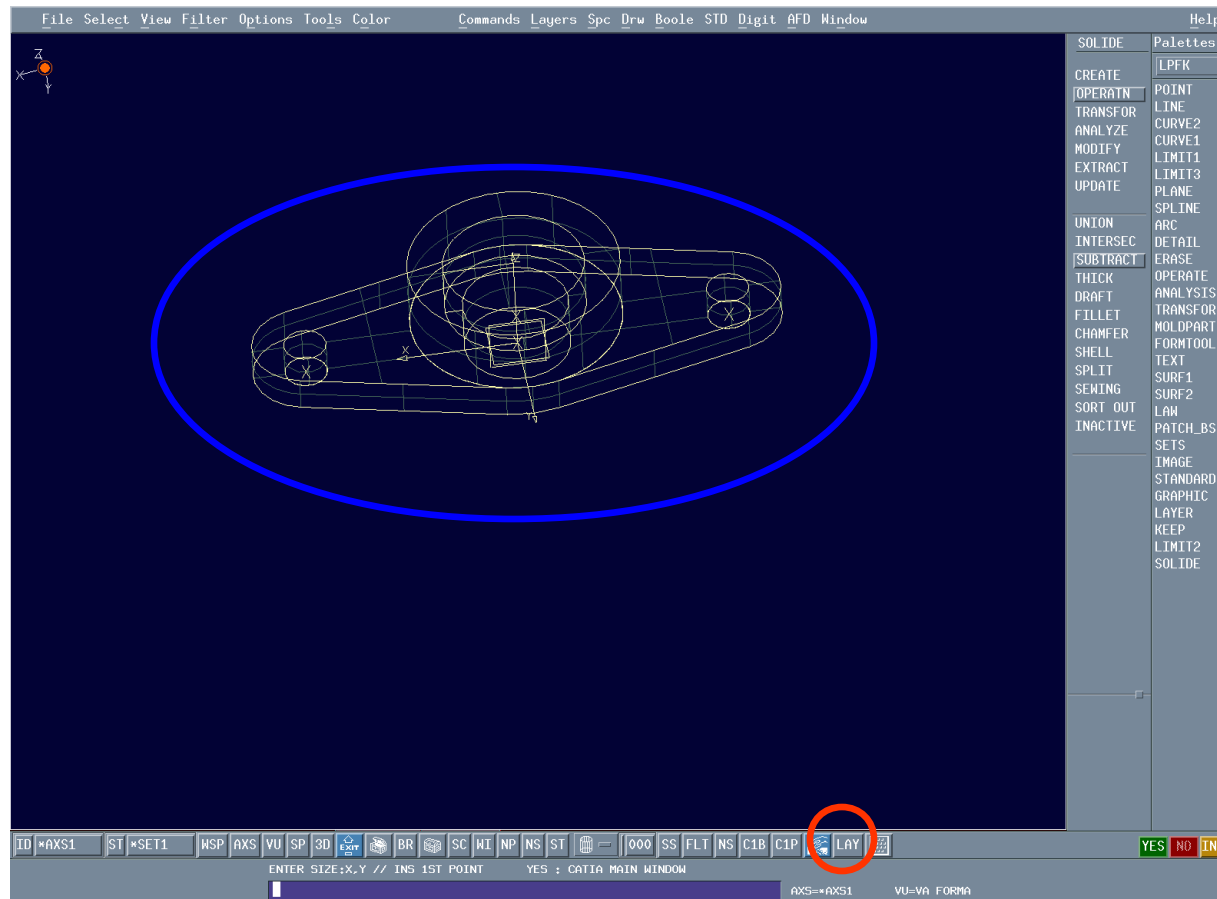 File Select View Filter Options Tools Color Commands Layers Spc Drw Boole STD Digit AFD Window Help
SOLIDE
CREATE
OPERATN
TRANSFOR
ANALYZE
MODIFY
EXTRACT
UPDATE
UNION
INTERSEC
SUBTRACT
THICK
DRAFT
FILLET
CHAMFER
SHELL
SPLIT
SEWING
SORT OUT
INACTIVE
Palettes
LPFK
POINT
LINE
CURVE2
CURVE1
LIMIT1
LIMIT3
PLANE
SPLINE
ARC
DETAIL
ERASE
OPERATE
ANALYSIS
TRANSFOR
MOLDPART
FORMTOOL
TEXT
SURF1
SURF2
LAW
PATCH_BS
SETS
IMAGE
STANDARD
GRAPHIC
LAYER
KEEP
LIMIT2
SOLIDE
Z
X
Y
Z
X
Y
ID *AXS1 ST *SET1 WSP AXS VU SP 3D EXIT BR SC WI NP NS ST 000 SS FLT NS C1B C1P LAY YES NO IN
ENTER SIZE:X,Y // INS 1ST POINT YES : CATIA MAIN WINDOW
AXS=*AXS1 VU=VA FORMA